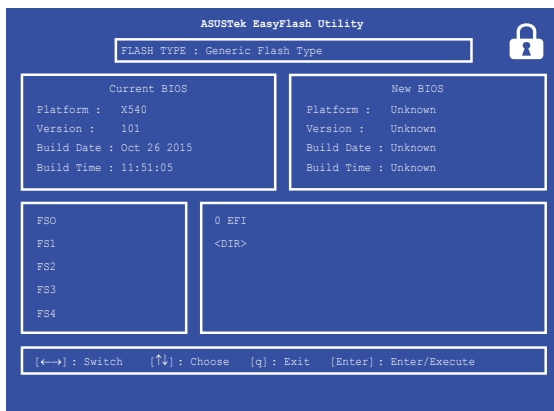 ASUSTek EasyFlash Utility
FLASH TYPE : Generic Flash Type
Current BIOS
Platform : X540
Version : 101
Build Date : Oct 26 2015
Build Time : 11:51:05
New BIOS
Platform : Unknown
Version : Unknown
Build Date : Unknown
Build Time : Unknown
FS0
FS1
FS2
FS3
FS4
0 EFI
<DIR>
[←→] : Switch [↑↓] : Choose [q] : Exit [Enter] : Enter/Execute